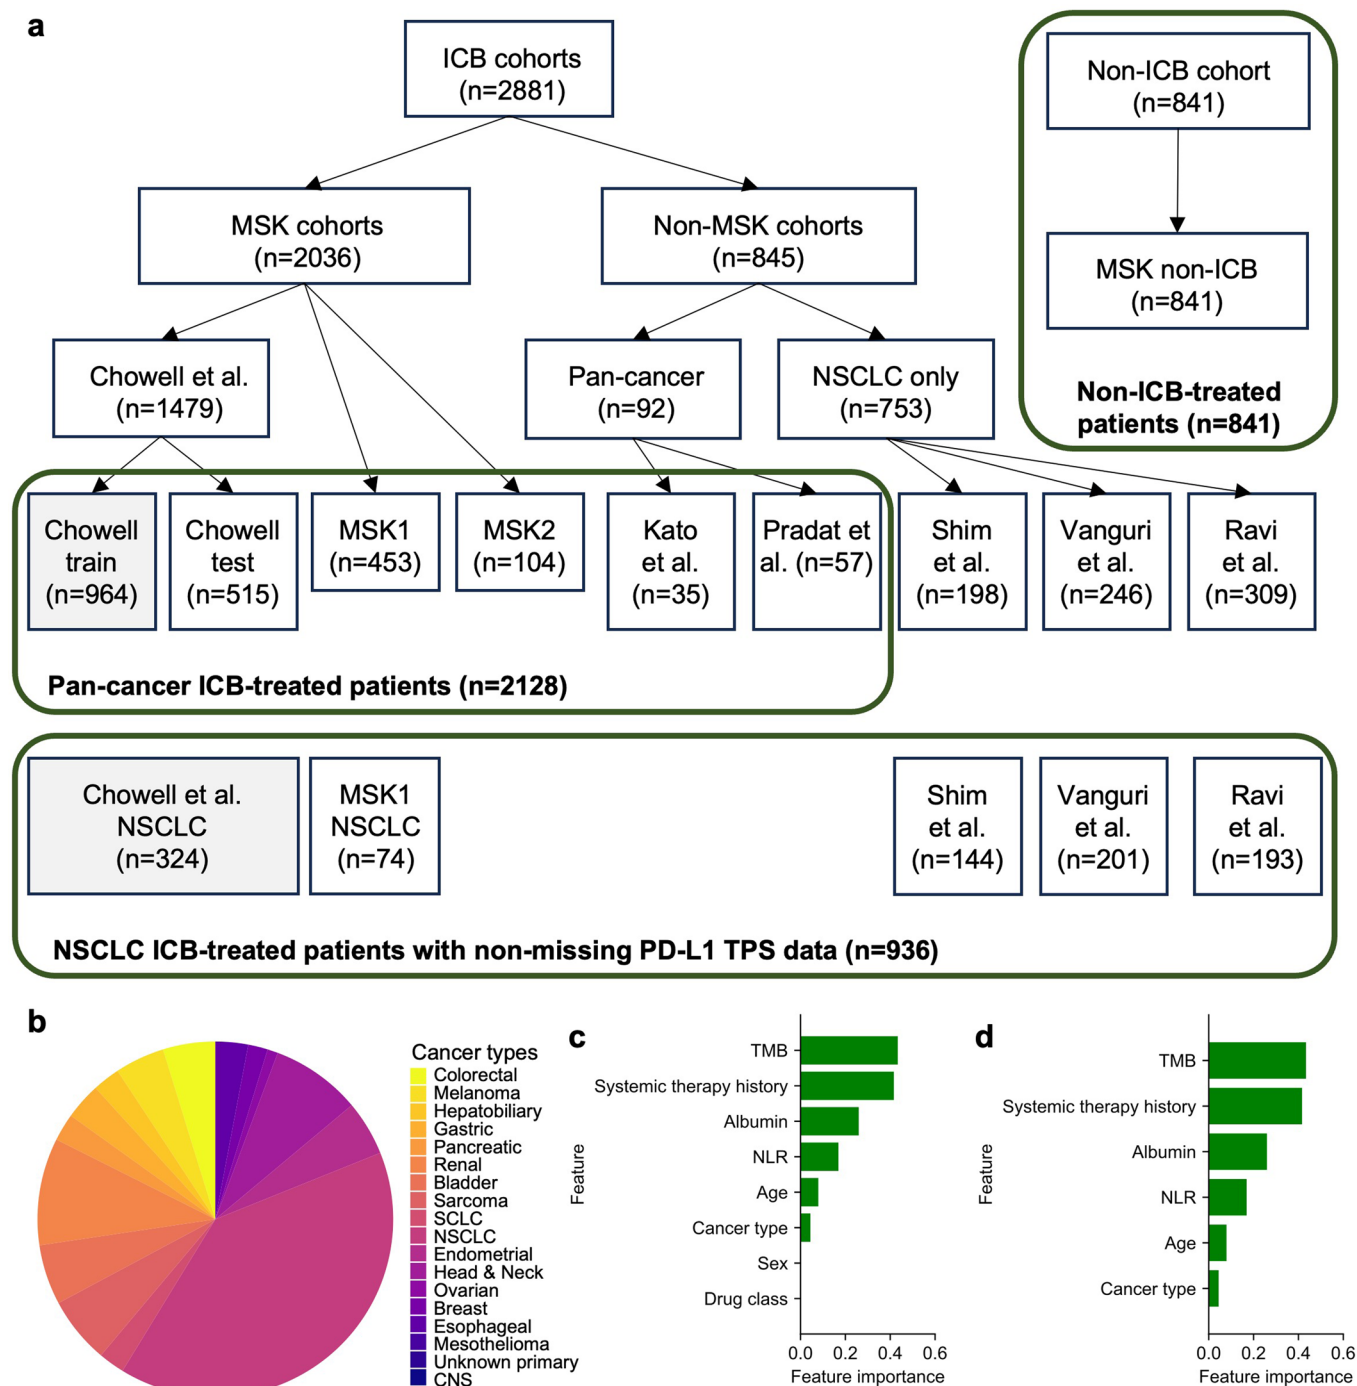 a
ICB cohorts
(n=2881)
Non-ICB cohort
(n=841)
MSK cohorts
(n=2036)
Non-MSK cohorts
(n=845)
MSK non-ICB
(n=841)
Chowell et al.
(n=1479)
Pan-cancer
(n=92)
NSCLC only
(n=753)
Non-ICB-treated
patients (n=841)
Chowell
train
(n=964)
Chowell
test
(n=515)
MSK1
(n=453)
MSK2
(n=104)
Kato
et al.
(n=35)
Pradat et
al. (n=57)
Shim
et al.
(n=198)
Vanguri
et al.
(n=246)
Ravi
et al.
(n=309)
Pan-cancer ICB-treated patients (n=2128)
Chowell et al.
NSCLC
(n=324)
MSK1
NSCLC
(n=74)
Shim
et al.
(n=144)
Vanguri
et al.
(n=201)
Ravi
et al.
(n=193)
NSCLC ICB-treated patients with non-missing PD-L1 TPS data (n=936)
b
Cancer types
Colorectal
Melanoma
Hepatobiliary
Gastric
Pancreatic
Renal
Bladder
Sarcoma
SCLC
NSCLC
Endometrial
Head & Neck
Ovarian
Breast
Esophageal
Mesothelioma
Unknown primary
CNS
c
Feature
TMB
Systemic therapy history
Albumin
NLR
Age
Cancer type
Sex
Drug class
0.0 0.2 0.4 0.6
Feature importance
d
Feature
TMB
Systemic therapy history
Albumin
NLR
Age
Cancer type
0.0 0.2 0.4 0.6
Feature importance